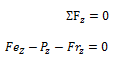 ΣF_z = 0
Fe_Z − P_z − Fr_z = 0